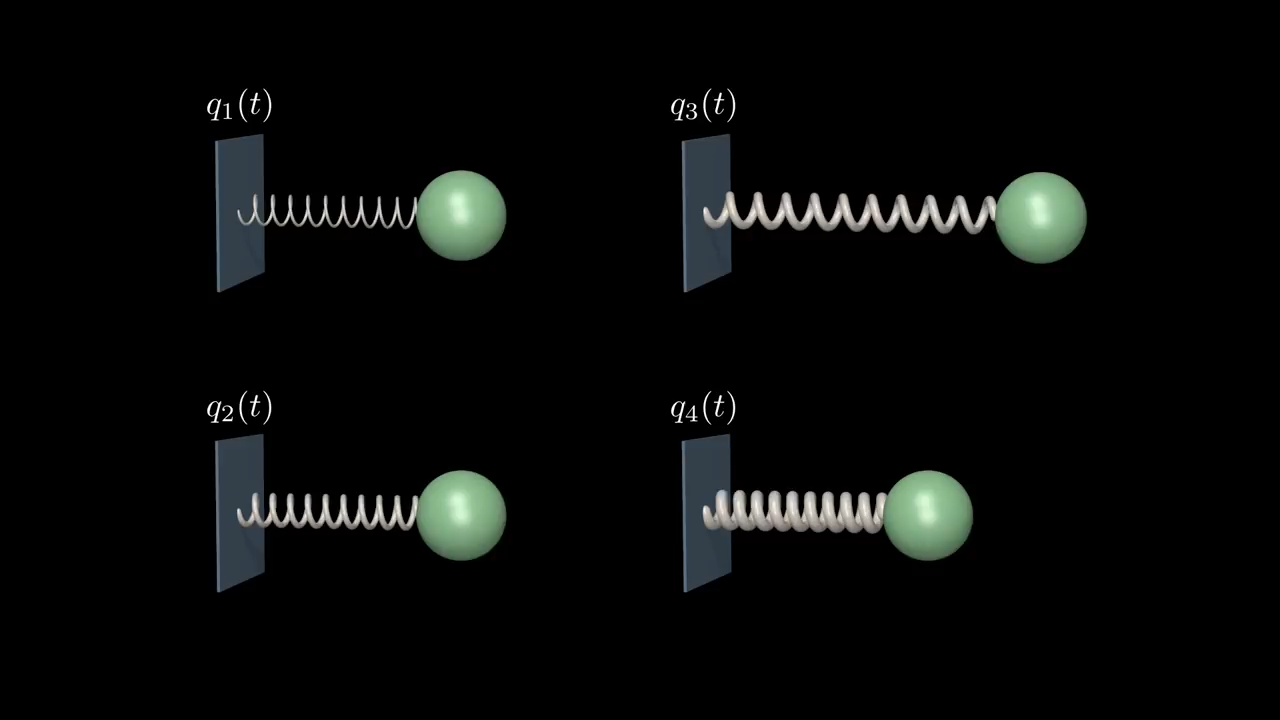 q₁(t)
q₃(t)
q₂(t)
q₄(t)